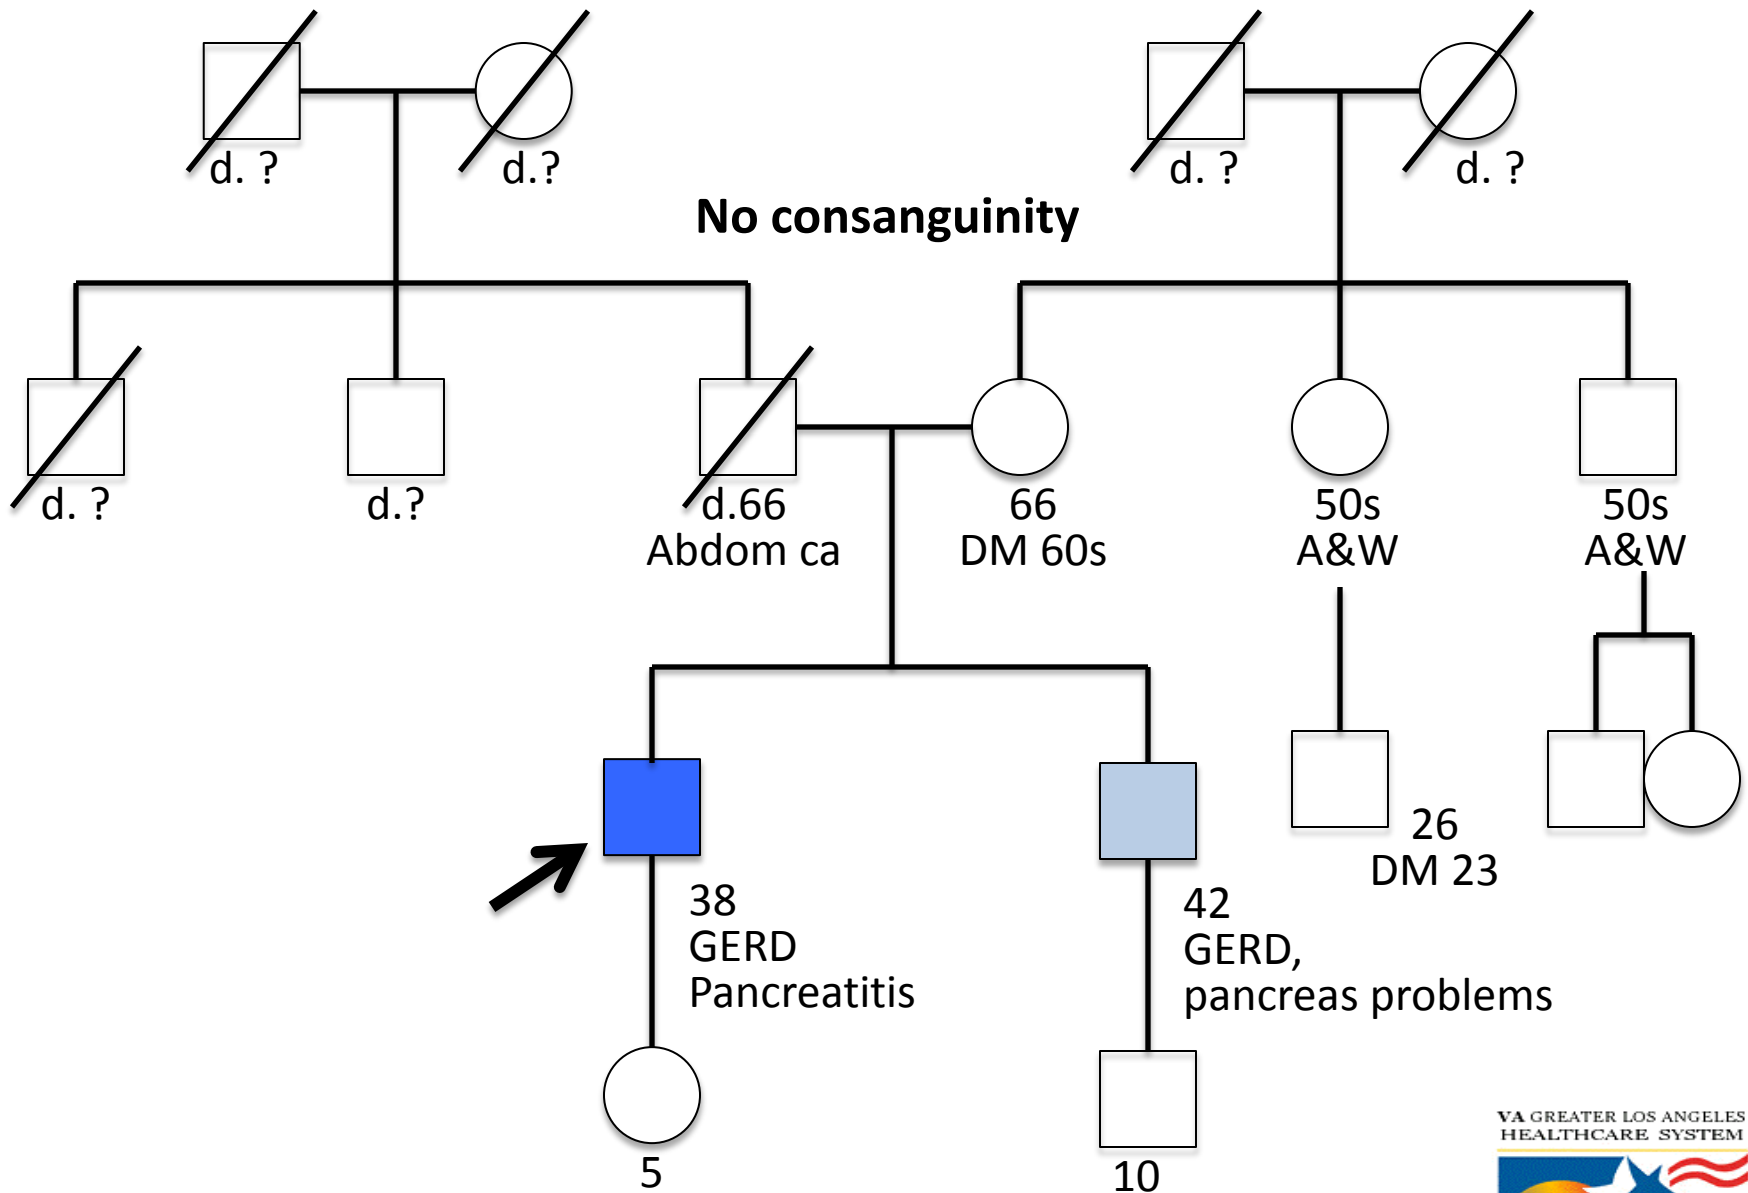 d. ?
d.?
d. ?
d. ?
No consanguinity
d. ?
d.?
d.66
Abdom ca
66
DM 60s
50s
A&W
50s
A&W
38
GERD
Pancreatitis
42
GERD,
pancreas problems
26
DM 23
5
10
VA GREATER LOS ANGELES
HEALTHCARE SYSTEM